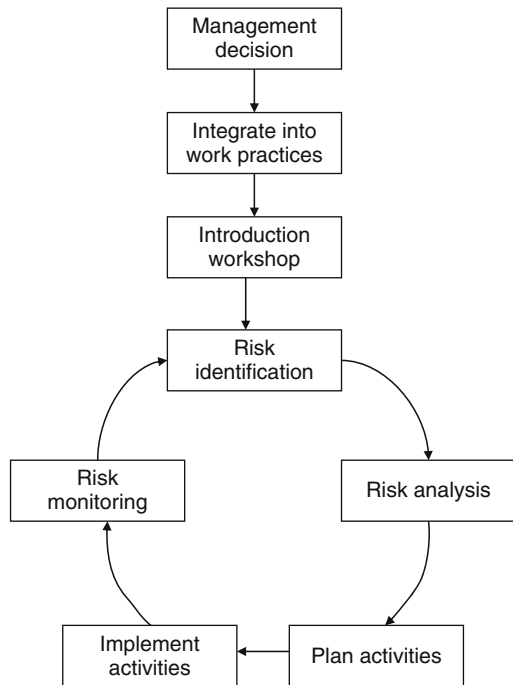 Management
decision
Integrate into
work practices
Introduction
workshop
Risk
identification
Risk analysis
Plan activities
Implement
activities
Risk
monitoring